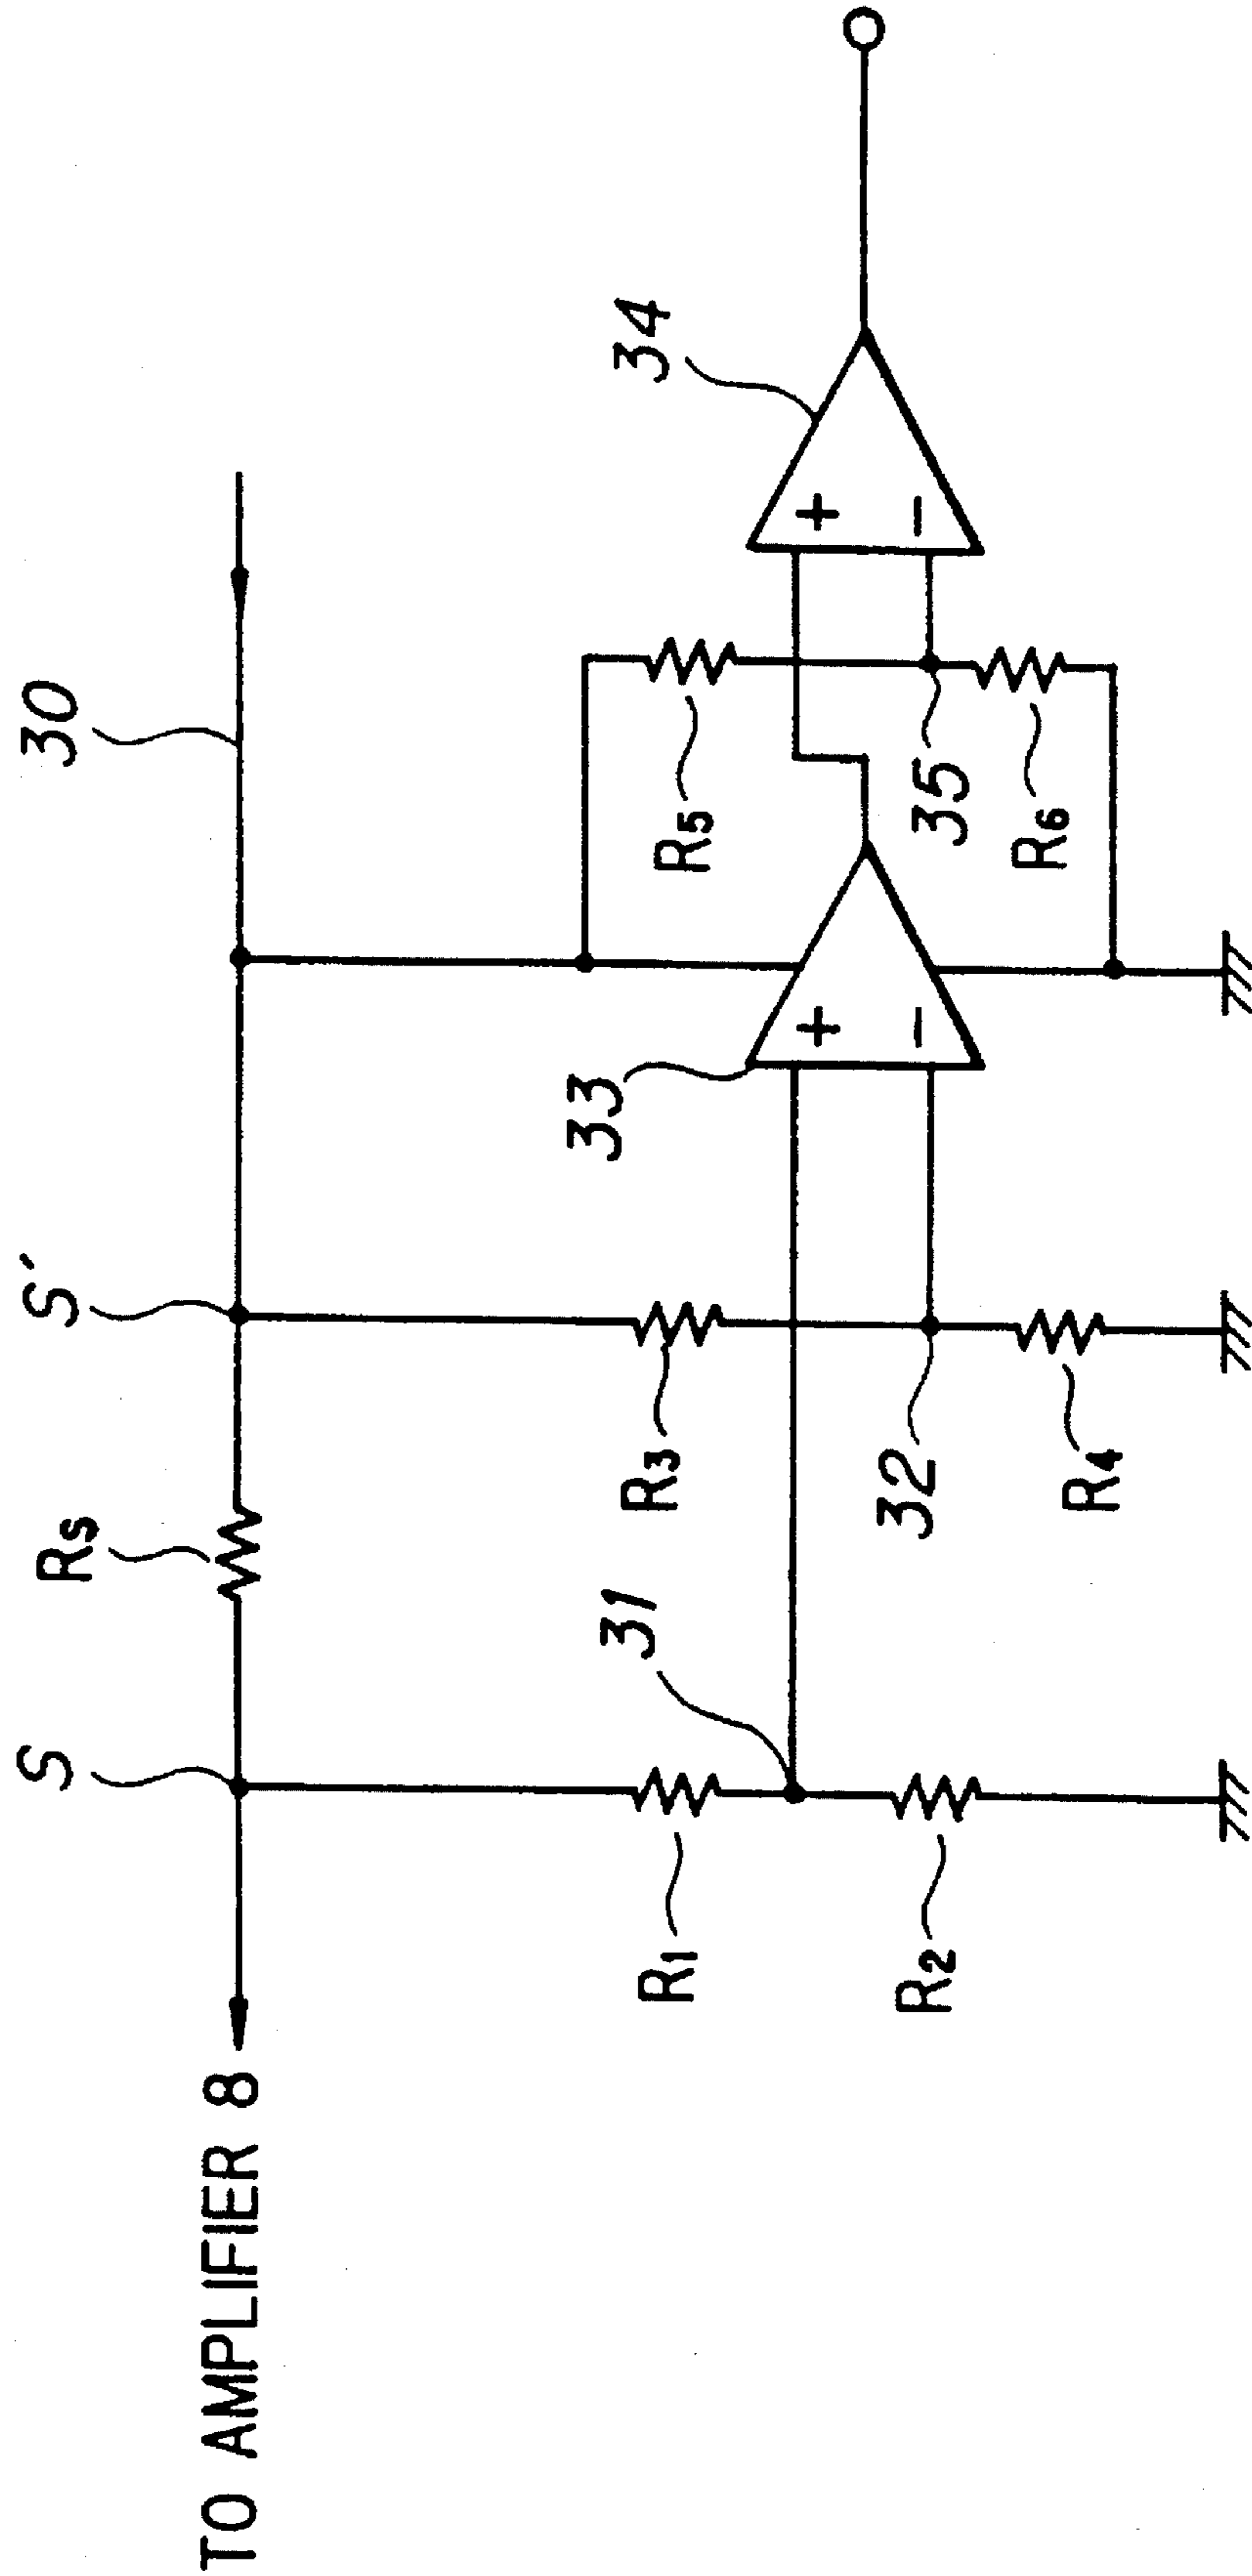 TO AMPLIFIER 8
S
RS
S'
30
R1
R2
31
R3
32
R4
33
+
−
R5
35
R6
34
+
−